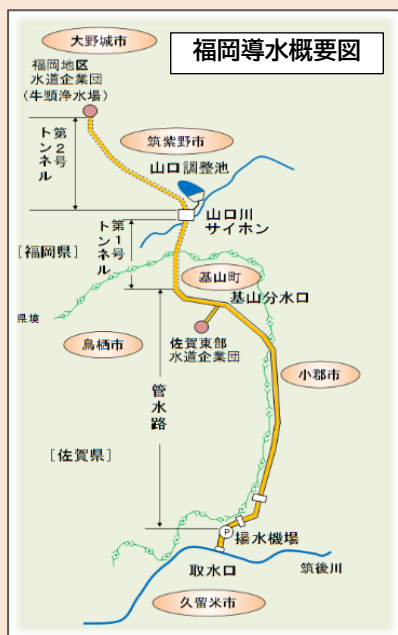 福岡導水概要図
大野城市
福岡地区
水道企業団
（牛頸浄水場）
第2号
トンネル
筑紫野市
山口調整池
山口川
サイホン
第1号
トンネル
［福岡県］
基山町
基山分水口
県境
鳥栖市
佐賀東部
水道企業団
小郡市
管水路
［佐賀県］
P
揚水機場
取水口
筑後川
久留米市